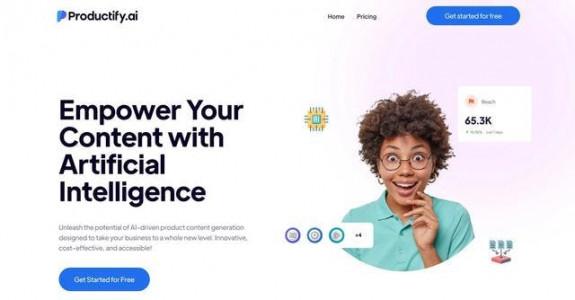 Productify.ai
Home Pricing
Get started for free
Empower Your
Content with
Artificial
Intelligence
Unleash the potential of AI-driven product content generation
designed to take your business to a whole new level. Innovative,
cost-effective, and accessible!
Get Started for Free
AI
Reach
65.3K
+4